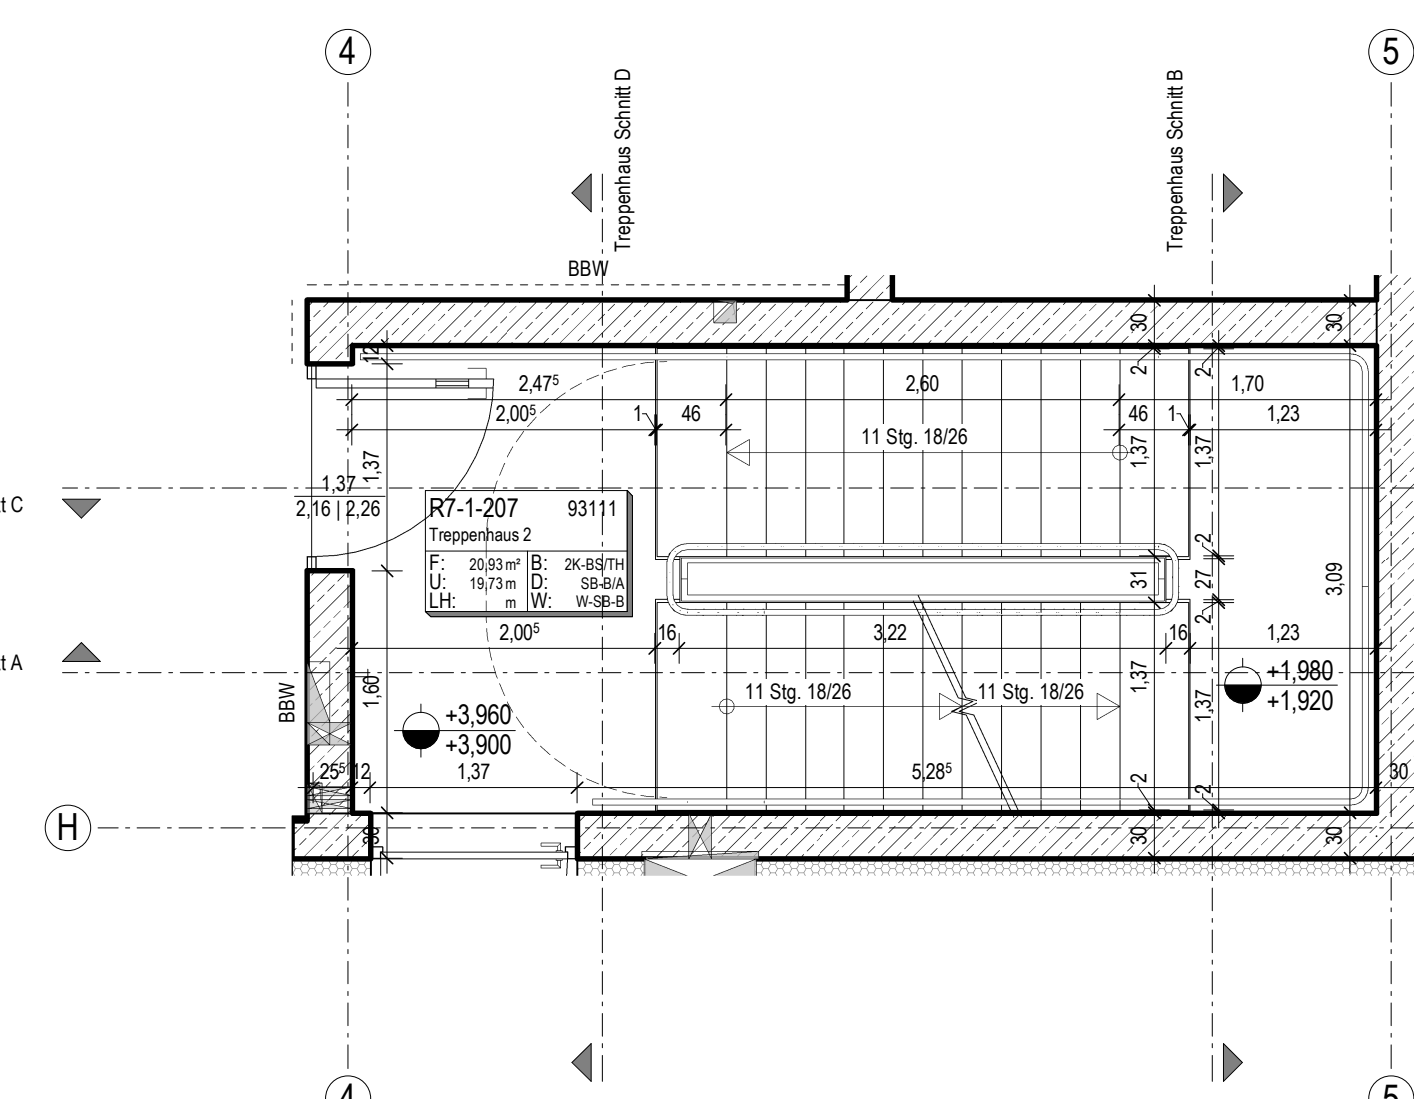 4
5
Treppenhaus Schnitt D
Treppenhaus Schnitt B
BBW
30
30
12
2,47⁵
2,60
2
2
1,70
2,00⁵
1
46
46
1
1,23
11 Stg. 18/26
1,37
1,37
1,37
1,37
2,16
2,26
tt C
R7-1-207
93111
Treppenhaus 2
F: 20,93 m²
B: 2K-BS/TH
U: 19,73 m
D: SB-B/A
LH: m
W: W-SB-B
2
31
27
3,09
2
2,00⁵
16
3,22
16
1,23
tt A
BBW
1,60
+3,960
+3,900
11 Stg. 18/26
11 Stg. 18/26
1,37
1,37
+1,980
+1,920
25⁵
12
1,37
5,28⁵
2
2
30
H
30
30
30
4
5